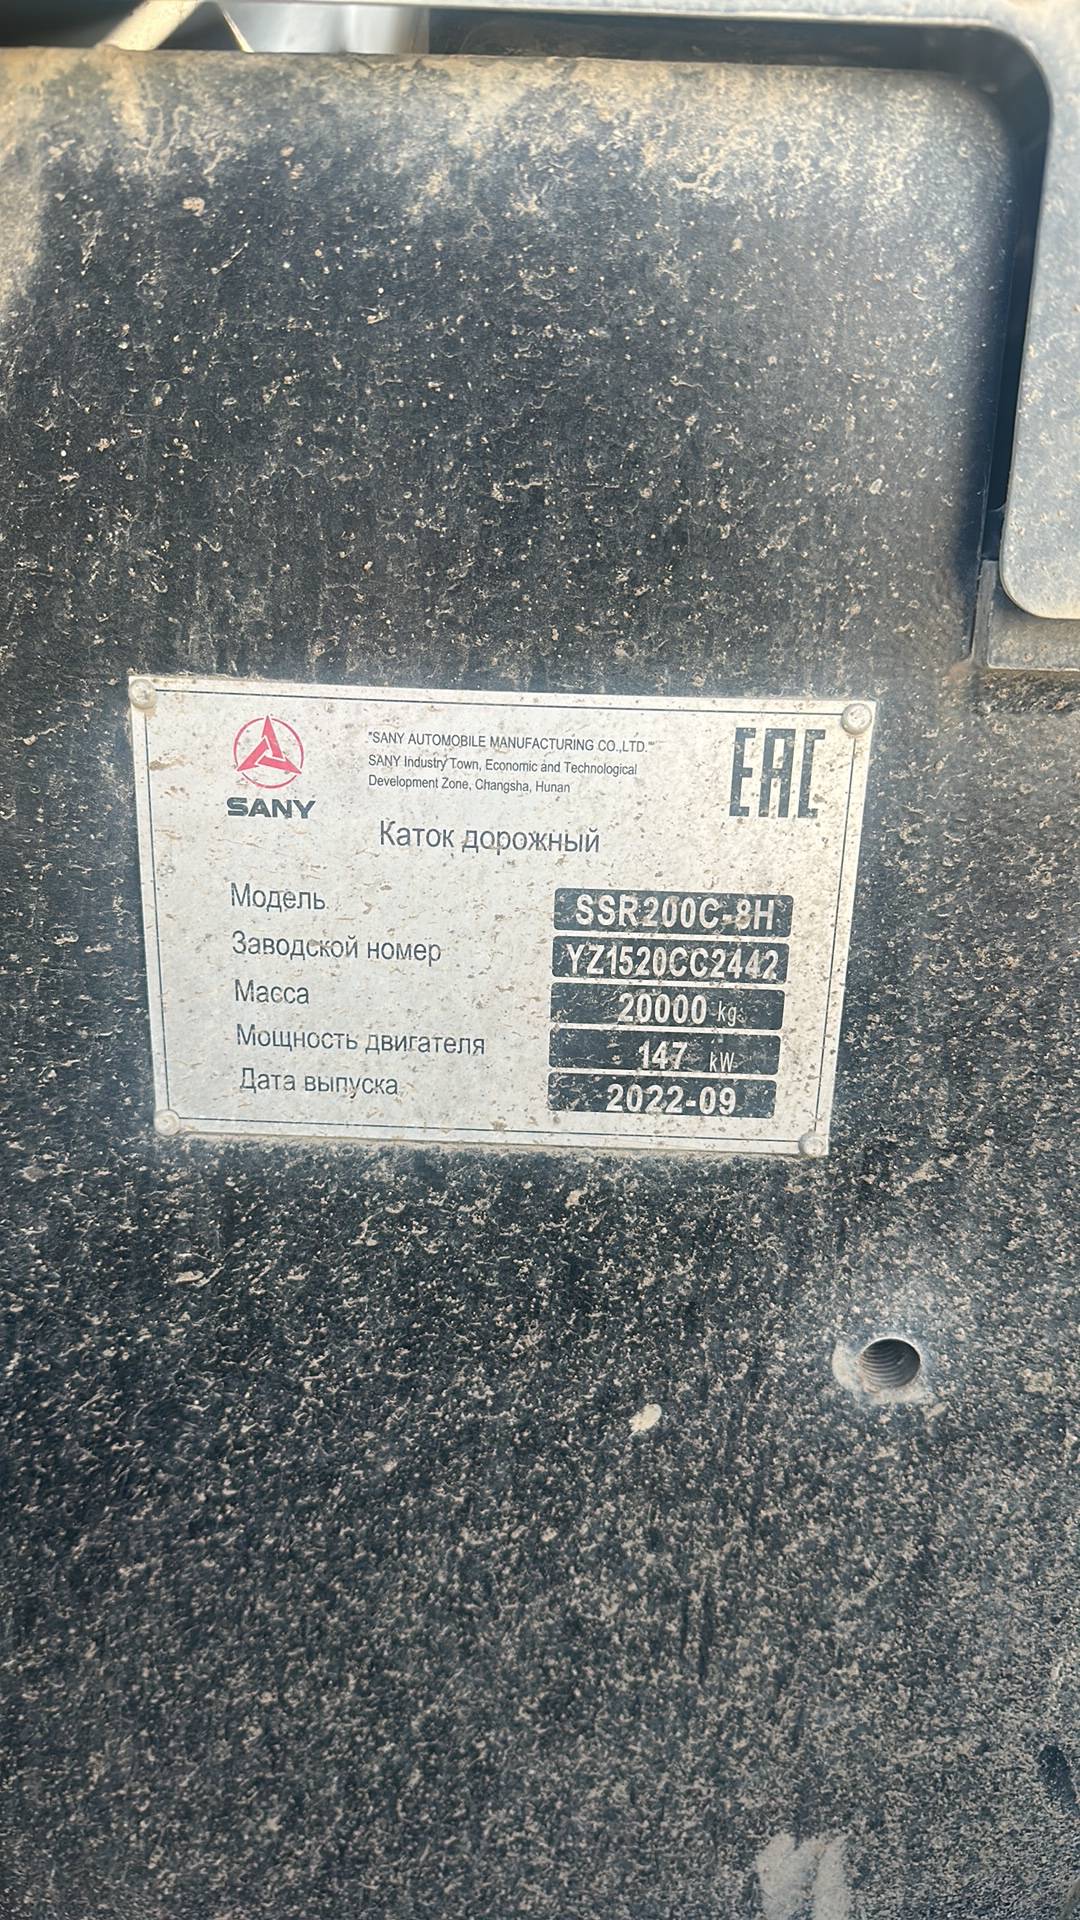 "SANY AUTOMOBILE MANUFACTURING CO.,LTD."
SANY Industry Town, Economic and Technological
Development Zone, Changsha, Hunan
EAC
SANY
Каток дорожный
Модель SSR200C-8H
Заводской номер YZ1520CC2442
Масса 20000 kg
Мощность двигателя 147 kW
Дата выпуска 2022-09